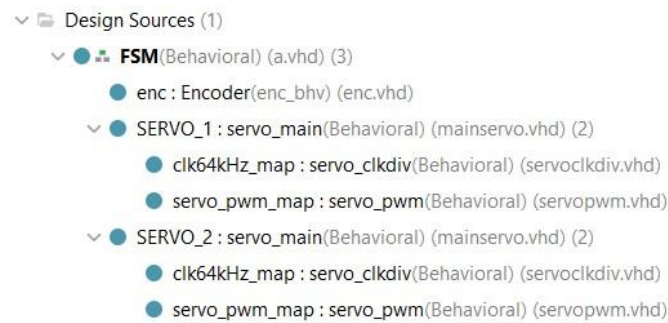 Design Sources (1)
FSM(Behavioral) (a.vhd) (3)
enc : Encoder(enc_bhv) (enc.vhd)
SERVO_1 : servo_main(Behavioral) (mainservo.vhd) (2)
clk64kHz_map : servo_clkdiv(Behavioral) (servoclkdiv.vhd)
servo_pwm_map : servo_pwm(Behavioral) (servopwm.vhd)
SERVO_2 : servo_main(Behavioral) (mainservo.vhd) (2)
clk64kHz_map : servo_clkdiv(Behavioral) (servoclkdiv.vhd)
servo_pwm_map : servo_pwm(Behavioral) (servopwm.vhd)